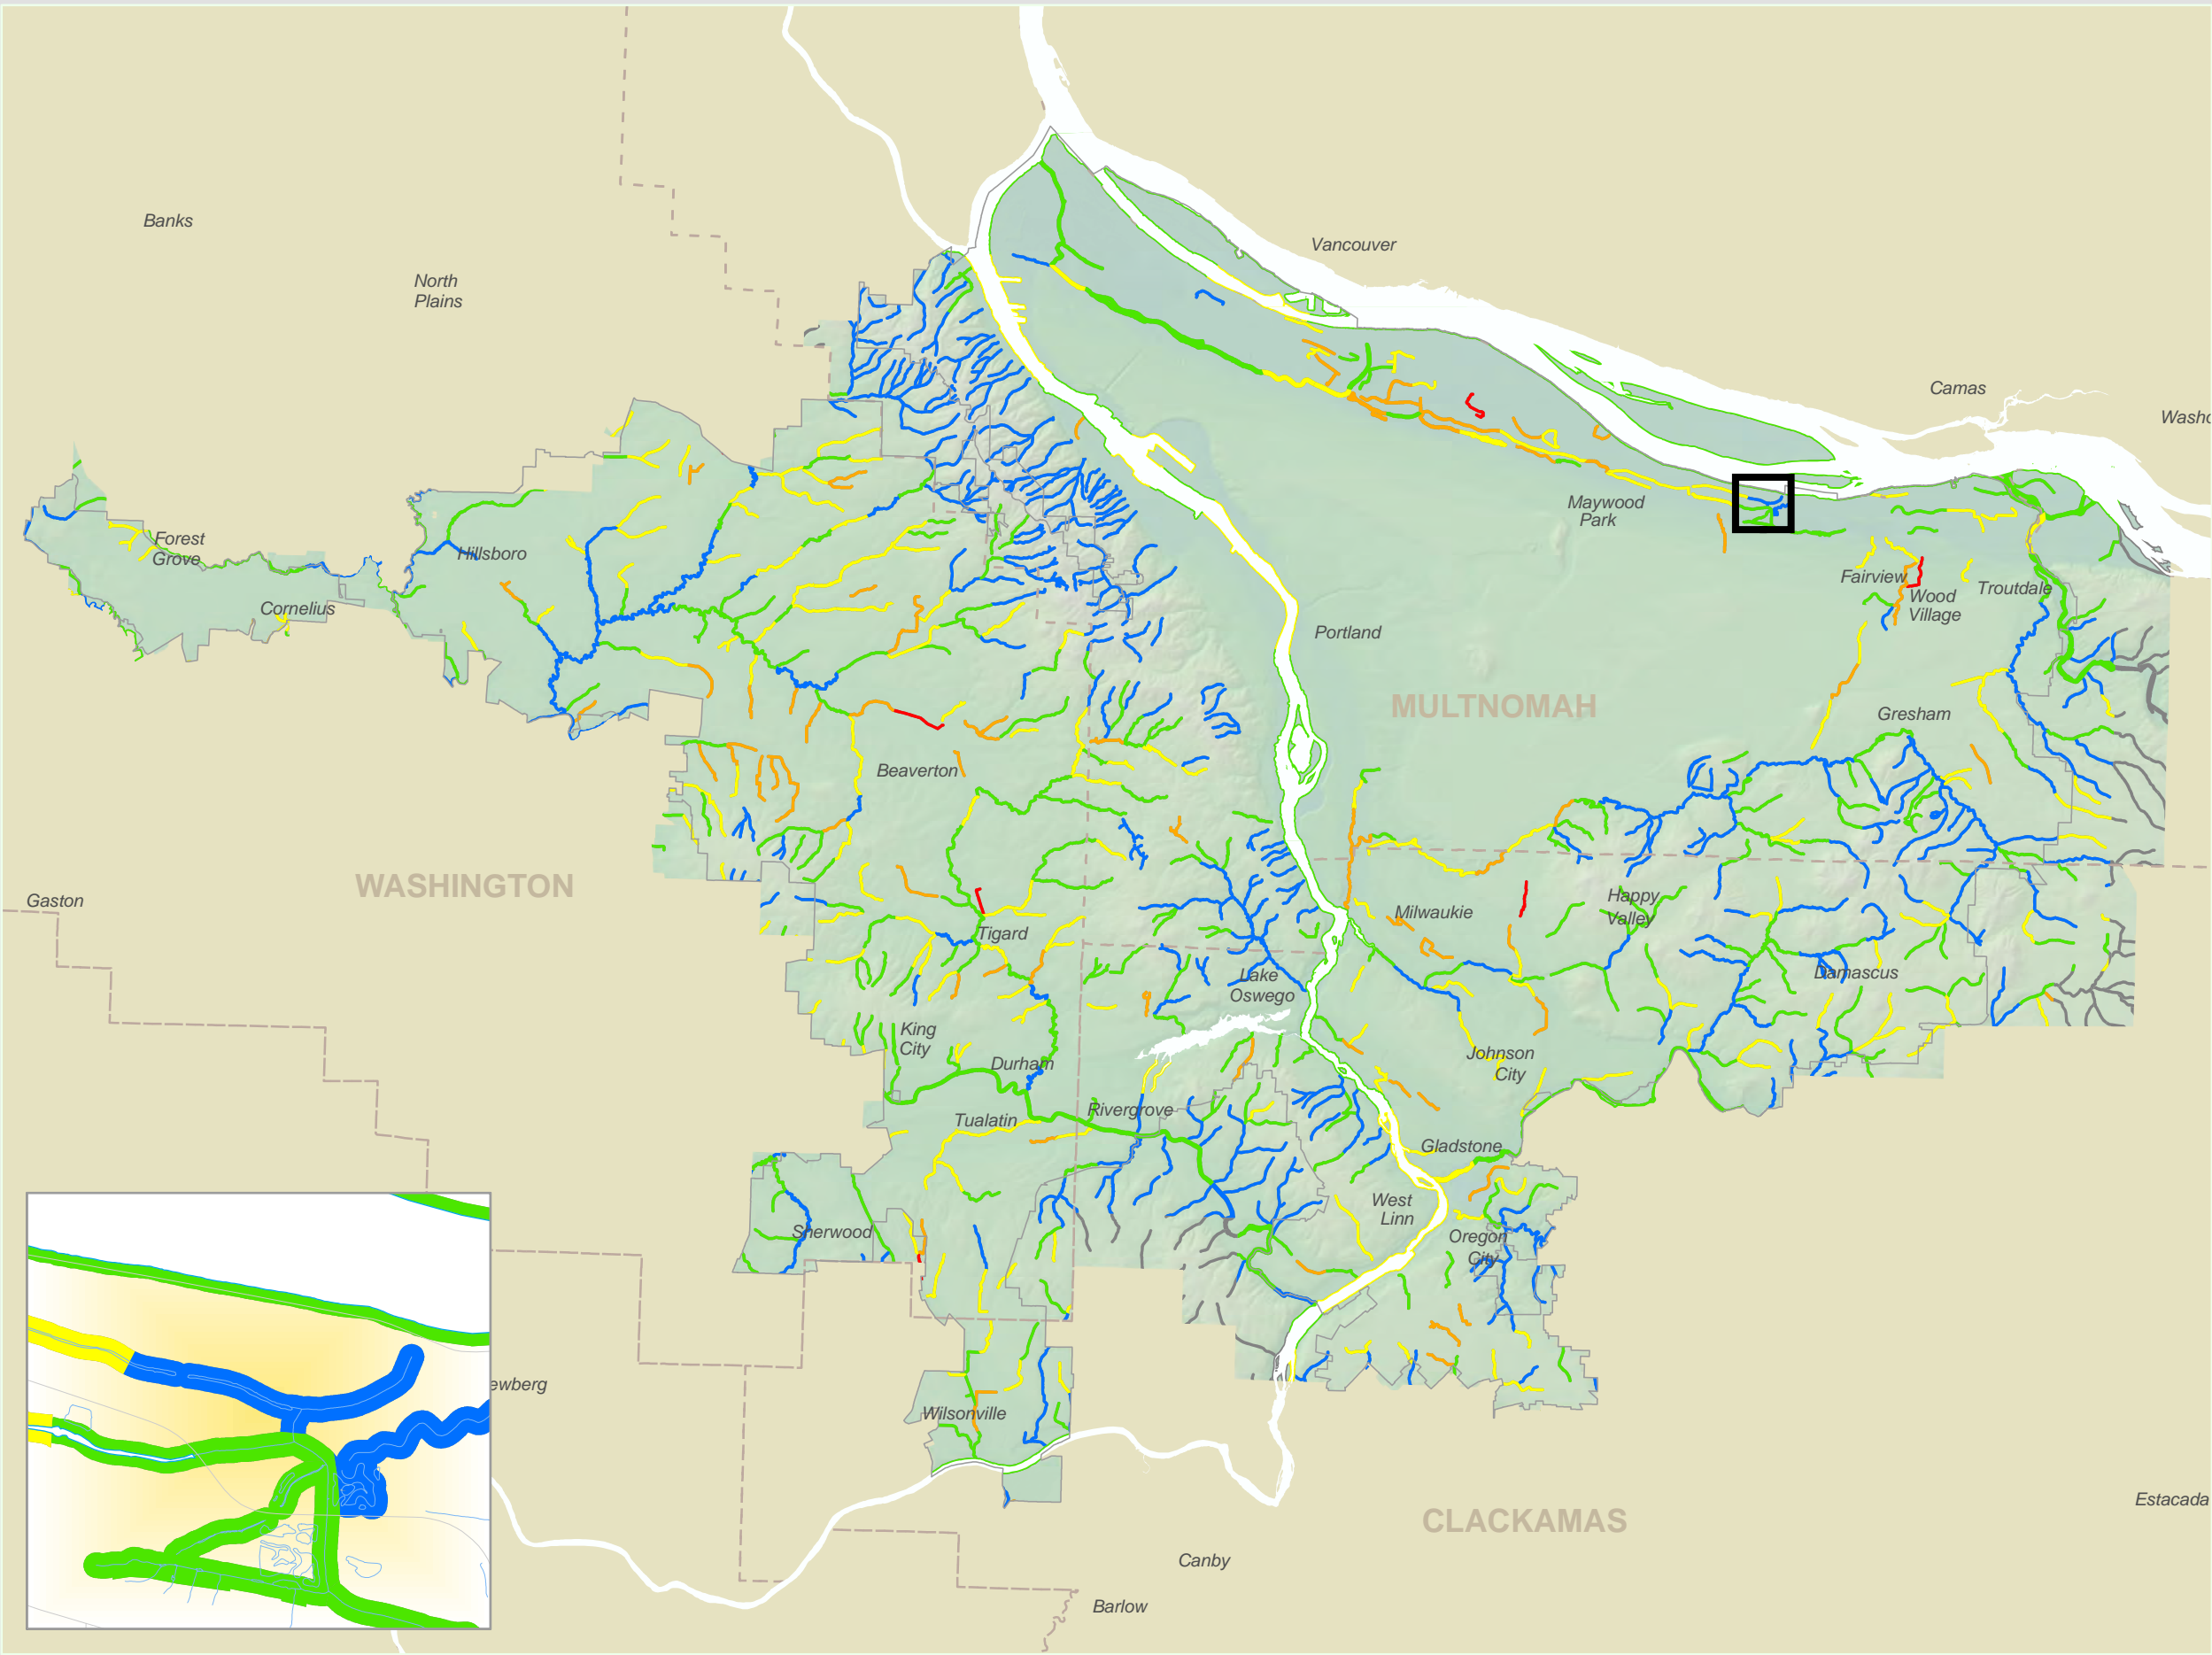 Banks
North
Plains
Vancouver
Camas
Washo
Maywood
Park
Forest
Grove
Hillsboro
Cornelius
Fairview
Wood
Village
Troutdale
Portland
MULTNOMAH
Gresham
Beaverton
WASHINGTON
Gaston
Milwaukie
Happy
Valley
Tigard
Lake
Oswego
Damascus
King
City
Durham
Johnson
City
Rivergrove
Tualatin
Gladstone
West
Linn
Sherwood
Oregon
City
ewberg
Wilsonville
Estacada
CLACKAMAS
Canby
Barlow